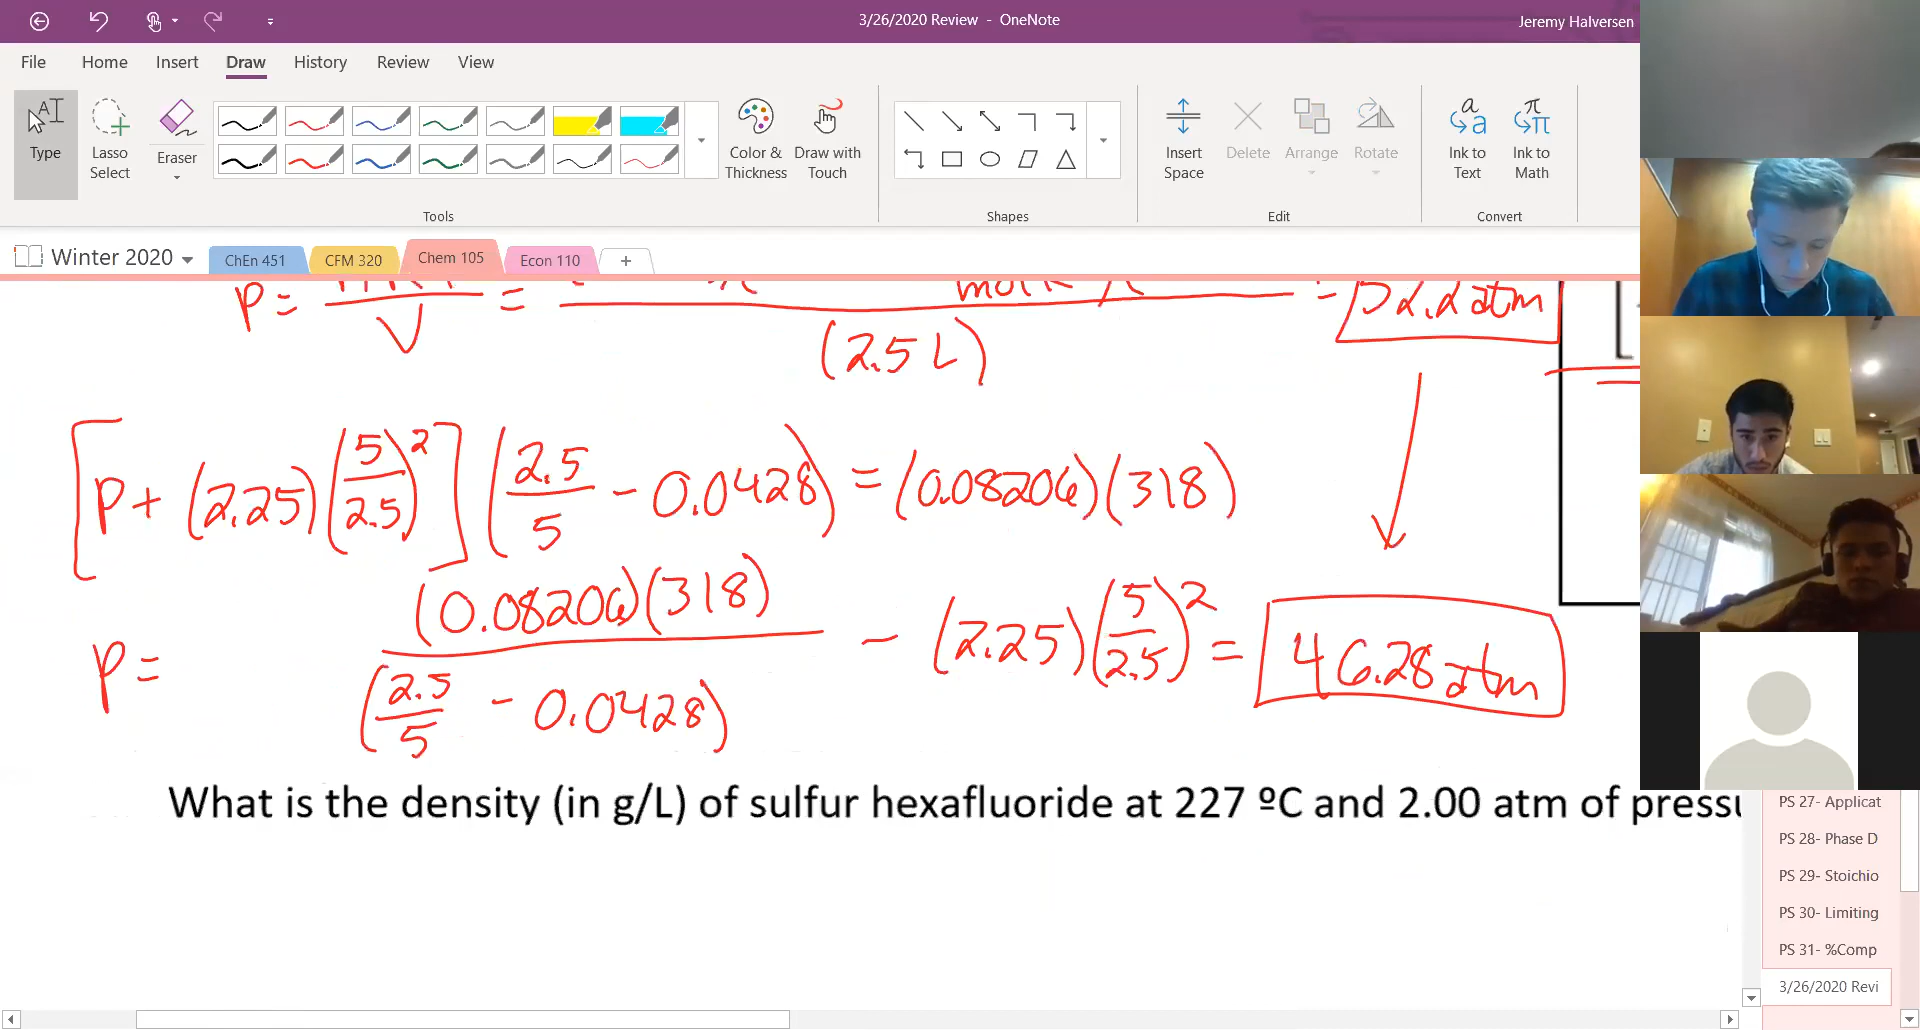 3/26/2020 Review - OneNote
Jeremy Halversen
File Home Insert Draw History Review View
Type
Lasso Select
Eraser
Color & Thickness
Draw with Touch
Insert Space
Delete
Arrange
Rotate
Ink to Text
Ink to Math
Tools
Shapes
Edit
Convert
Winter 2020
ChEn 451
CFM 320
Chem 105
Econ 110
+
P = / V = / (2.5 L) = 52.2 atm
[P + (2.25)(5/2.5)²] (2.5/5 - 0.0428) = (0.08206)(318)
P = (0.08206)(318) / (2.5/5 - 0.0428) - (2.25)(5/2.5)² = 46.28 atm
What is the density (in g/L) of sulfur hexafluoride at 227 ºC and 2.00 atm of pressu
PS 27- Applicat
PS 28- Phase D
PS 29- Stoichio
PS 30- Limiting
PS 31- %Comp
3/26/2020 Revi